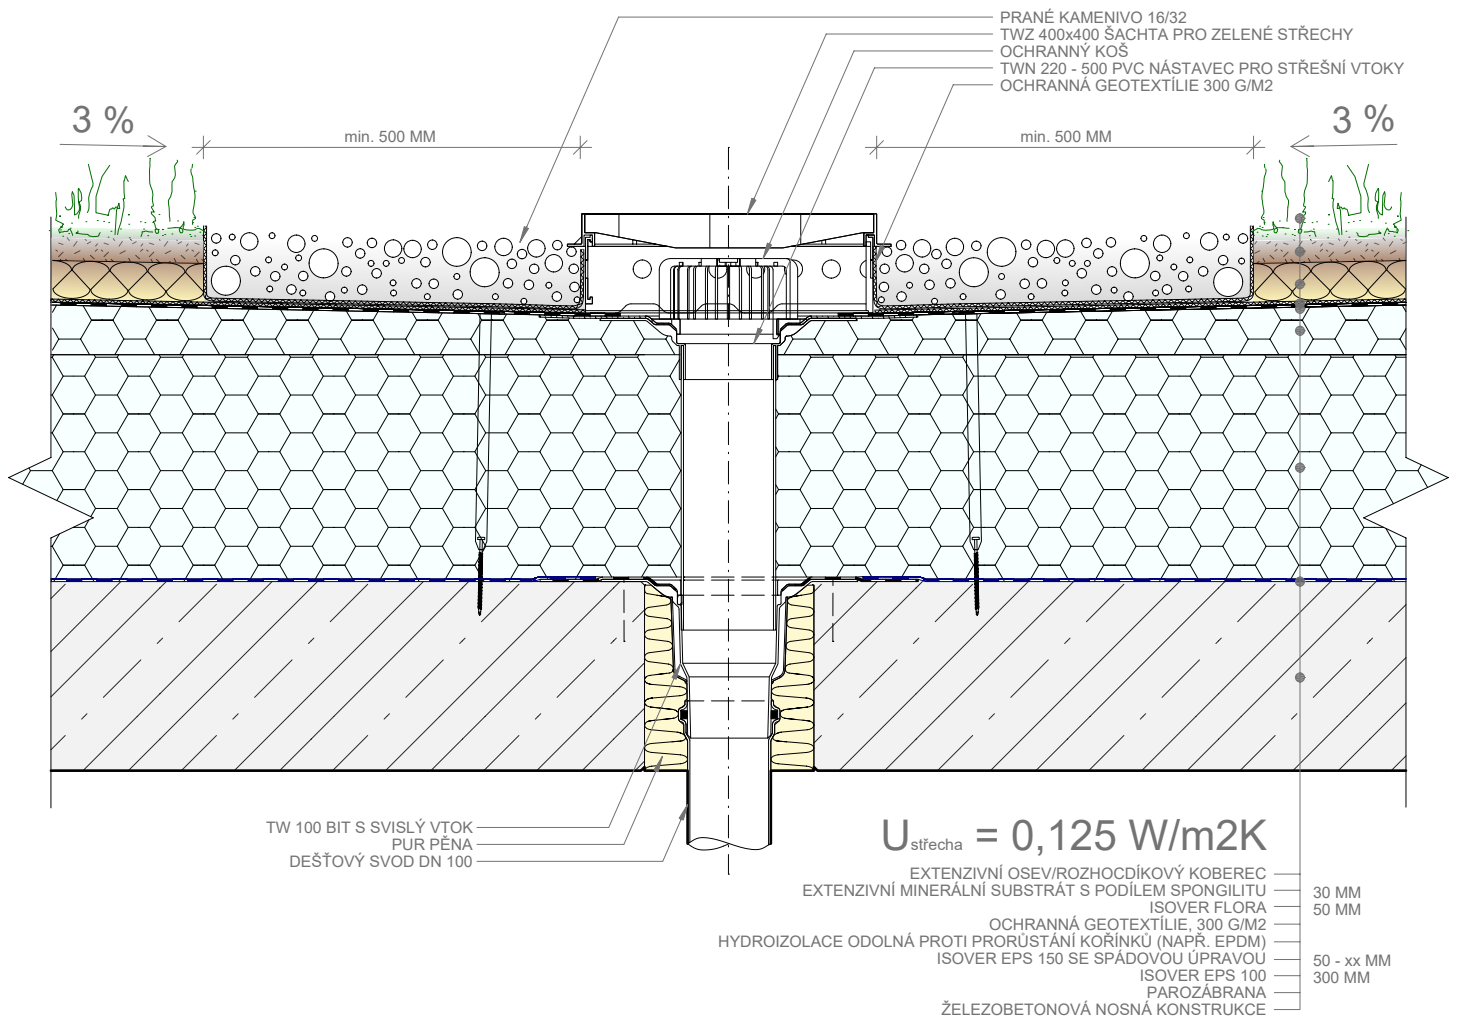 PRANÉ KAMENIVO 16/32
TWZ 400x400 ŠACHTA PRO ZELENÉ STŘECHY
OCHRANNÝ KOŠ
TWN 220 - 500 PVC NÁSTAVEC PRO STŘEŠNÍ VTOKY
OCHRANNÁ GEOTEXTÍLIE 300 G/M2
3 %
min. 500 MM
min. 500 MM
3 %
TW 100 BIT S SVISLÝ VTOK
PUR PĚNA
DEŠŤOVÝ SVOD DN 100
Ustřecha = 0,125 W/m2K
EXTENZIVNÍ OSEV/ROZHOCDÍKOVÝ KOBEREC
EXTENZIVNÍ MINERÁLNÍ SUBSTRÁT S PODÍLEM SPONGILITU 30 MM
ISOVER FLORA 50 MM
OCHRANNÁ GEOTEXTÍLIE, 300 G/M2
HYDROIZOLACE ODOLNÁ PROTI PRORŮSTÁNÍ KOŘÍNKŮ (NAPŘ. EPDM)
ISOVER EPS 150 SE SPÁDOVOU ÚPRAVOU 50 - xx MM
ISOVER EPS 100 300 MM
PAROZÁBRANA
ŽELEZOBETONOVÁ NOSNÁ KONSTRUKCE